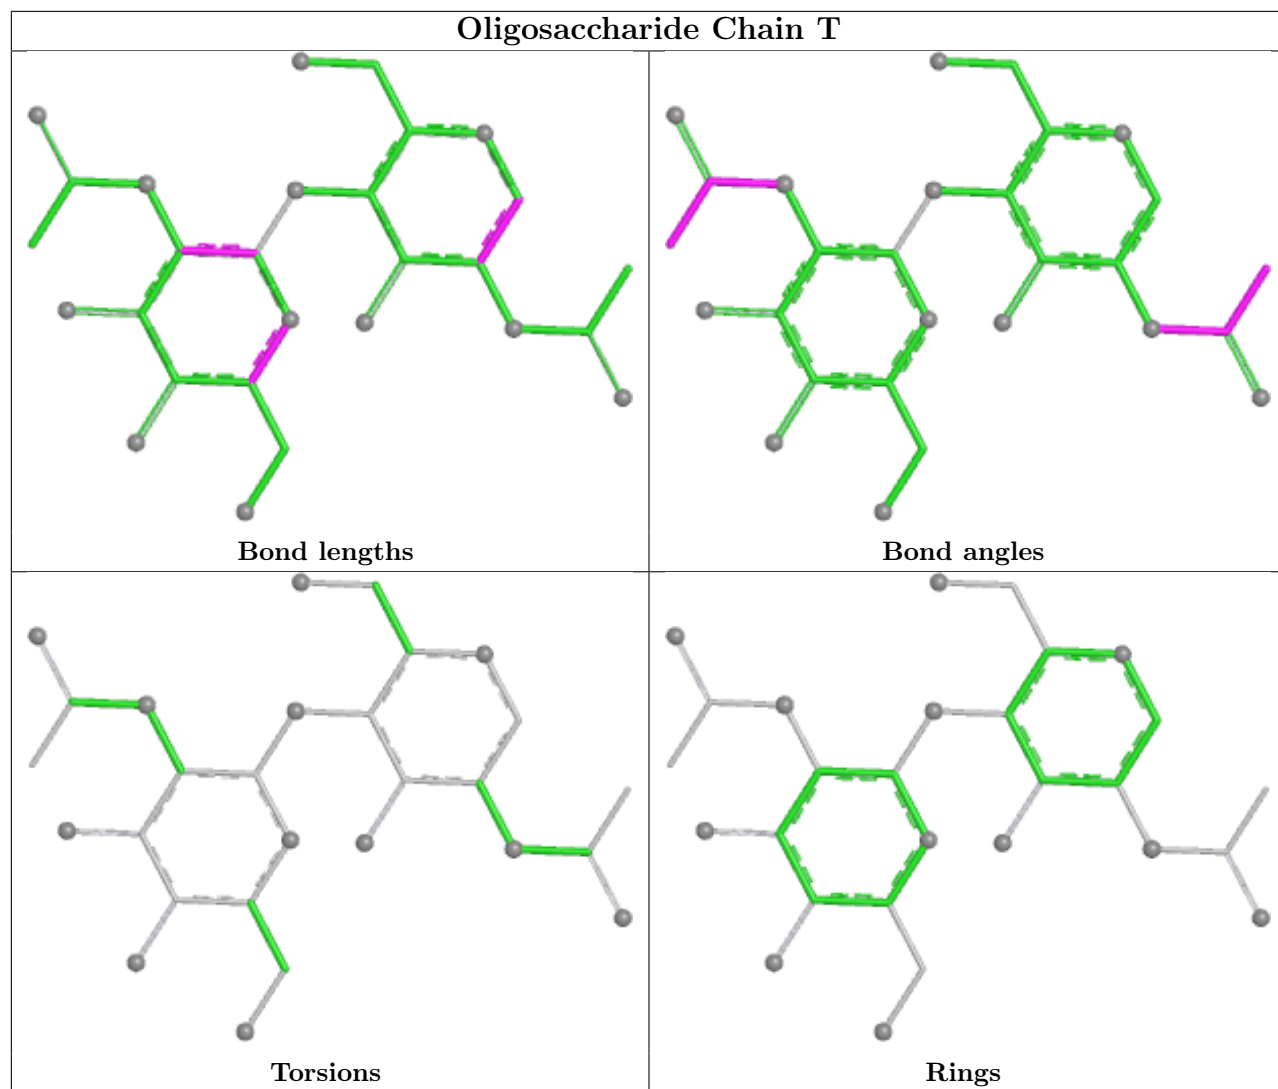 Oligosaccharide Chain T
Bond lengths
Bond angles
Torsions
Rings